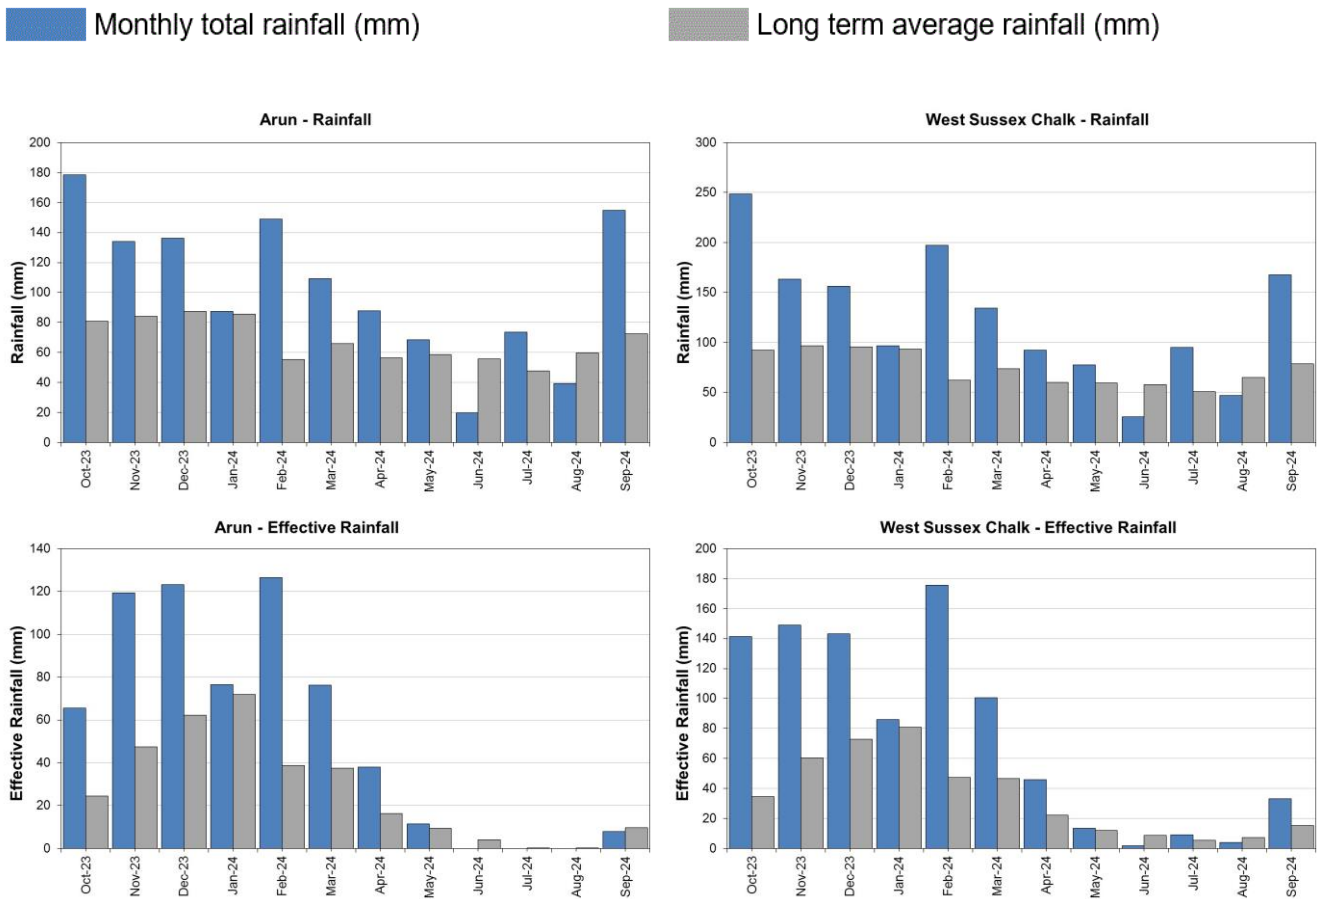 Monthly total rainfall (mm)
Long term average rainfall (mm)
Arun - Rainfall
Rainfall (mm)
200
180
160
140
120
100
80
60
40
20
0
Oct-23
Nov-23
Dec-23
Jan-24
Feb-24
Mar-24
Apr-24
May-24
Jun-24
Jul-24
Aug-24
Sep-24
West Sussex Chalk - Rainfall
Rainfall (mm)
300
250
200
150
100
50
0
Oct-23
Nov-23
Dec-23
Jan-24
Feb-24
Mar-24
Apr-24
May-24
Jun-24
Jul-24
Aug-24
Sep-24
Arun - Effective Rainfall
Effective Rainfall (mm)
140
120
100
80
60
40
20
0
Oct-23
Nov-23
Dec-23
Jan-24
Feb-24
Mar-24
Apr-24
May-24
Jun-24
Jul-24
Aug-24
Sep-24
West Sussex Chalk - Effective Rainfall
Effective Rainfall (mm)
200
180
160
140
120
100
80
60
40
20
0
Oct-23
Nov-23
Dec-23
Jan-24
Feb-24
Mar-24
Apr-24
May-24
Jun-24
Jul-24
Aug-24
Sep-24